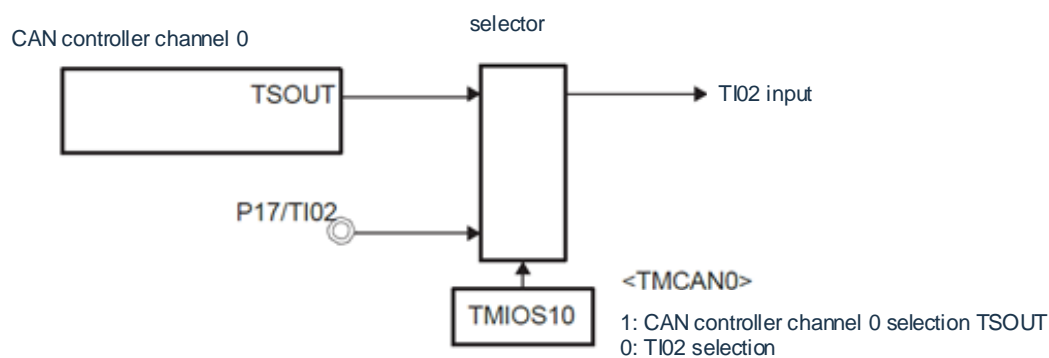 selector
CAN controller channel 0
TSOUT
TI02 input
P17/TI02
<TMCAN0>
TMIOS10
1: CAN controller channel 0 selection TSOUT
0: TI02 selection